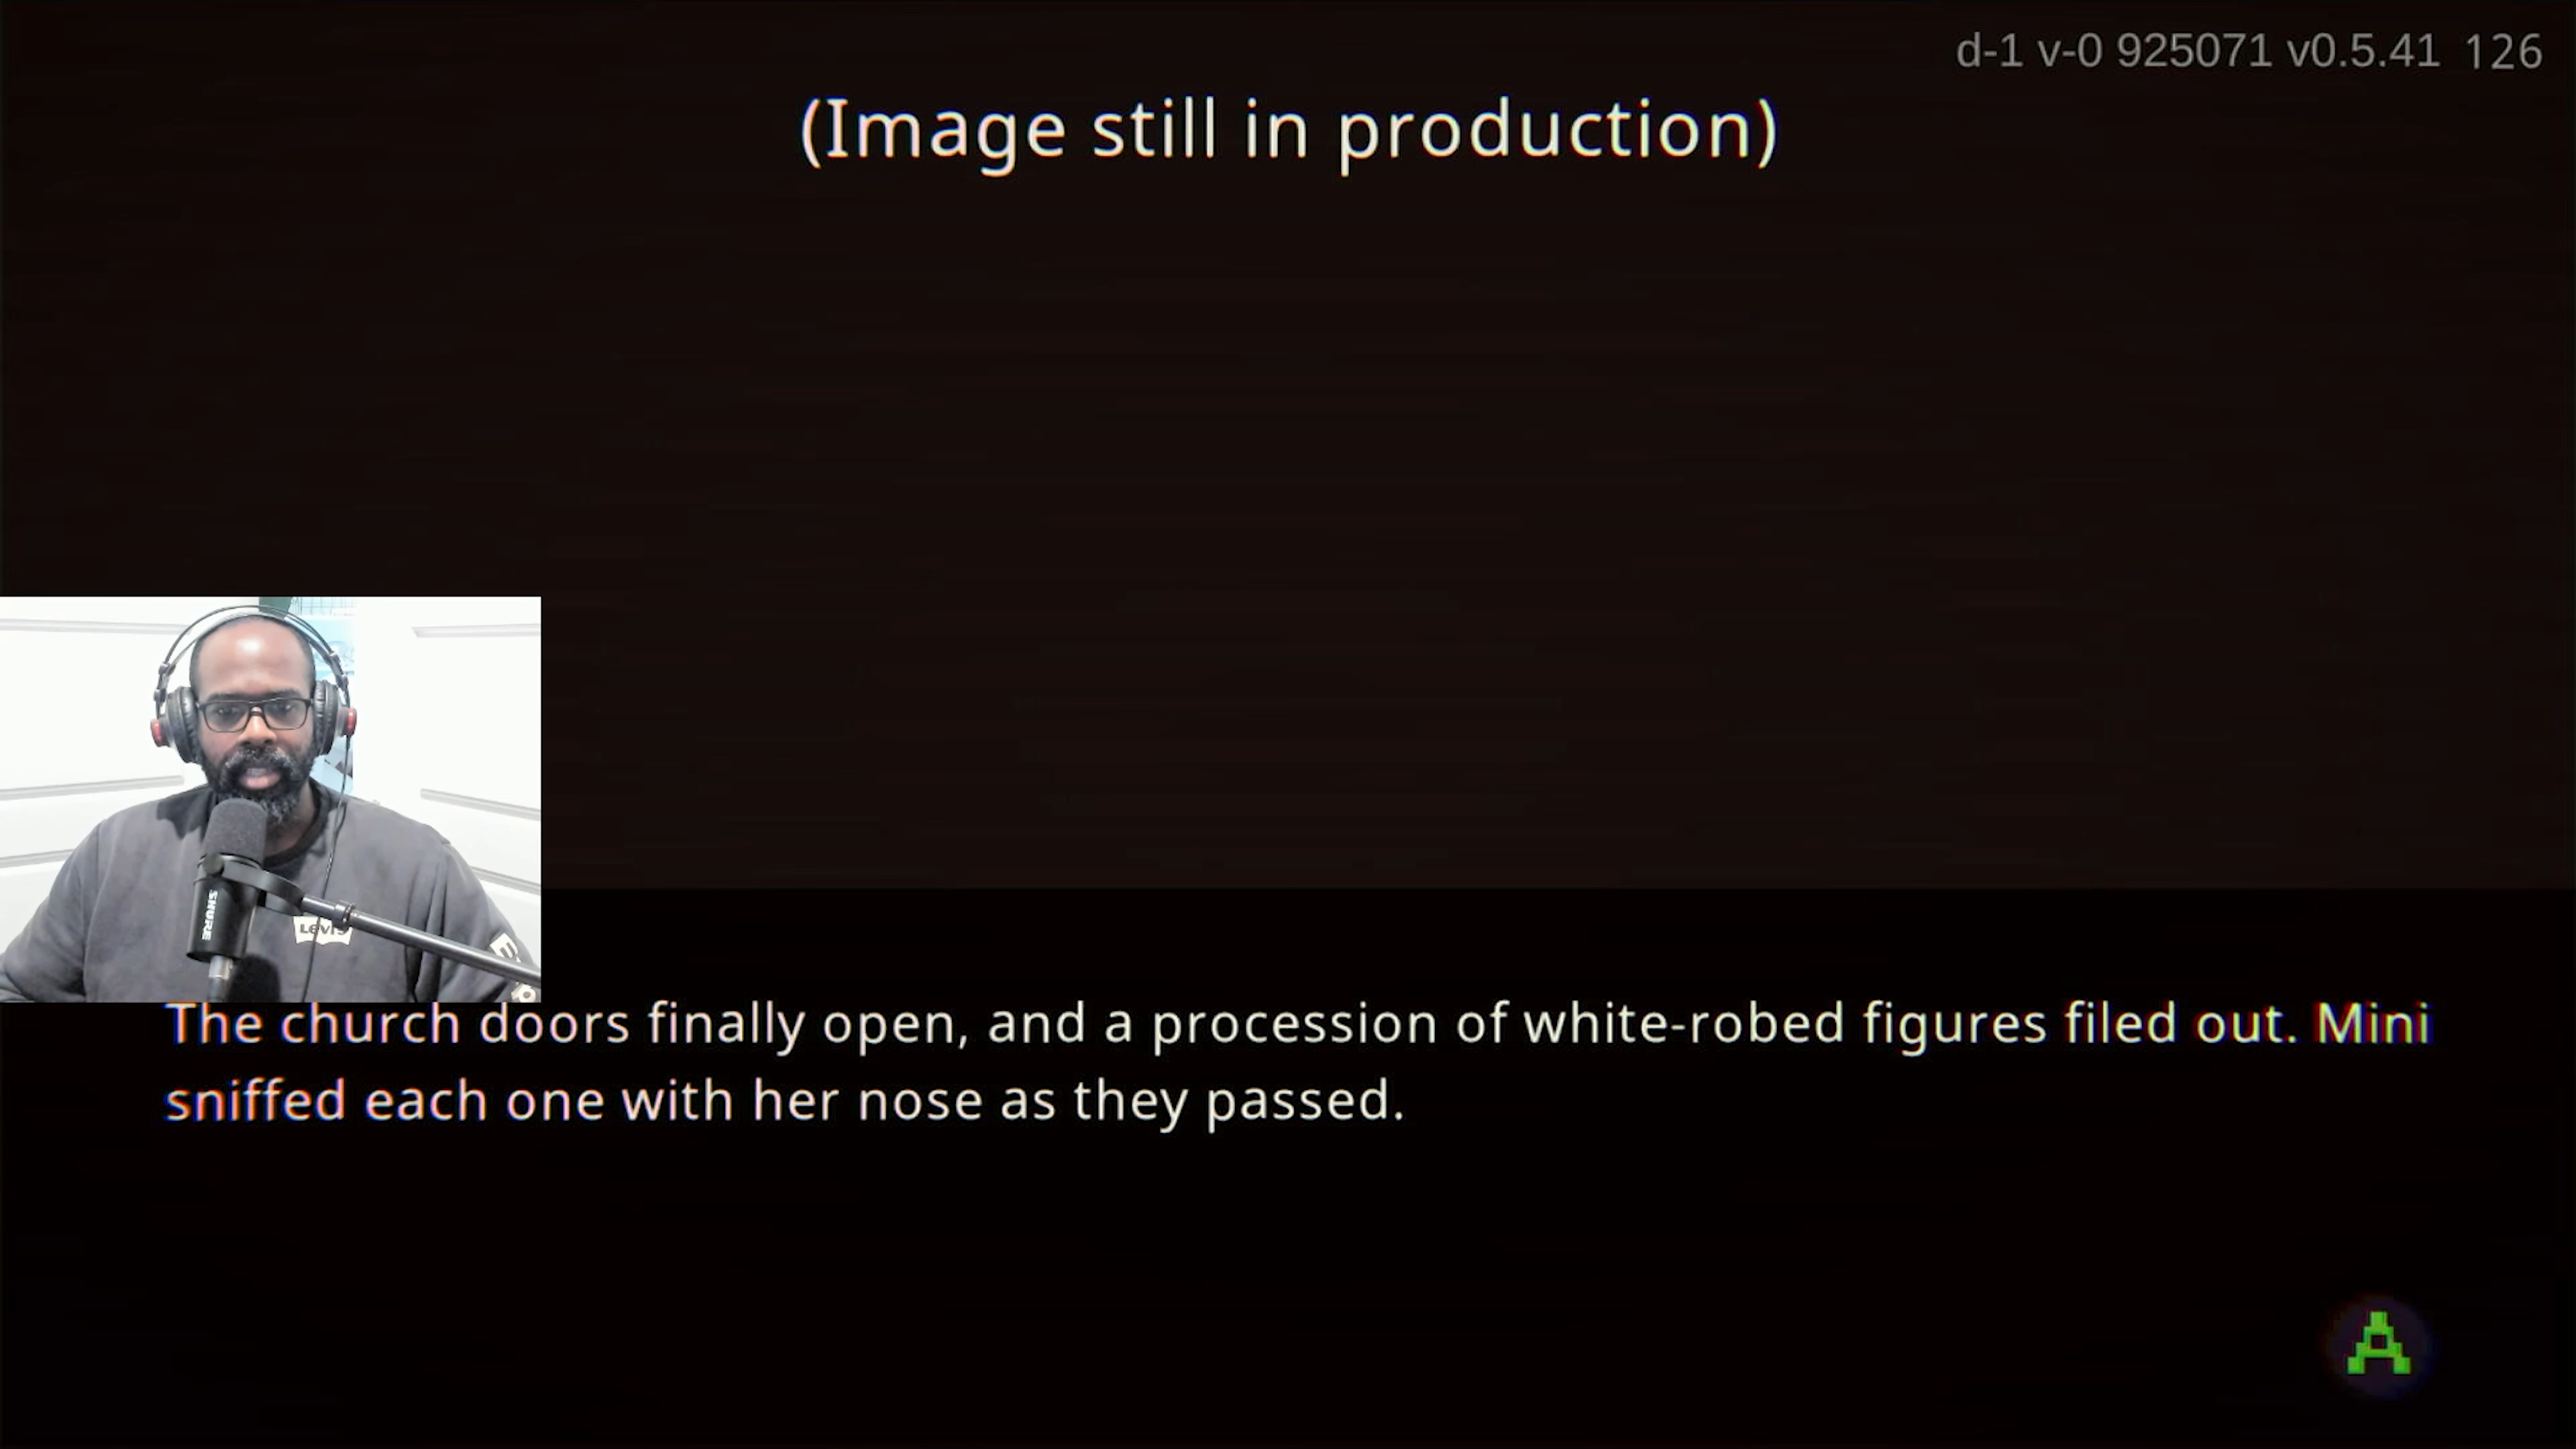 d-1 v-0 925071 v0.5.41 126
(Image still in production)
SHURE
Levi's
The church doors finally open, and a procession of white-robed figures filed out. Mini
sniffed each one with her nose as they passed.
A